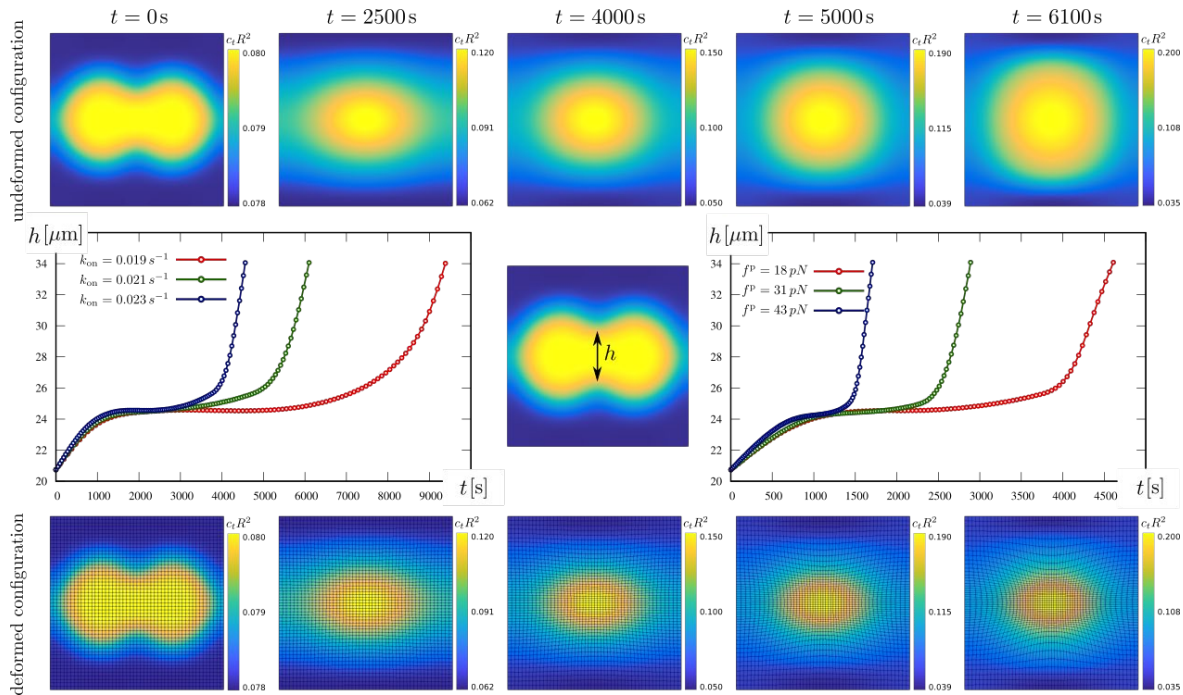 t = 0 s
t = 2500 s
t = 4000 s
t = 5000 s
t = 6100 s
undeformed configuration
c_t R^2
0.080
0.079
0.078
c_t R^2
0.120
0.091
0.062
c_t R^2
0.150
0.100
0.050
c_t R^2
0.190
0.115
0.039
c_t R^2
0.200
0.108
0.035
h [μm]
34
32
30
28
26
24
22
20
k_on = 0.019 s^−1
k_on = 0.021 s^−1
k_on = 0.023 s^−1
0 1000 2000 3000 4000 5000 6000 7000 8000 9000
t [s]
h
h [μm]
34
32
30
28
26
24
22
20
f^p = 18 pN
f^p = 31 pN
f^p = 43 pN
0 500 1000 1500 2000 2500 3000 3500 4000 4500
t [s]
deformed configuration
c_t R^2
0.080
0.079
0.078
c_t R^2
0.120
0.091
0.062
c_t R^2
0.150
0.100
0.050
c_t R^2
0.190
0.115
0.039
c_t R^2
0.200
0.108
0.035